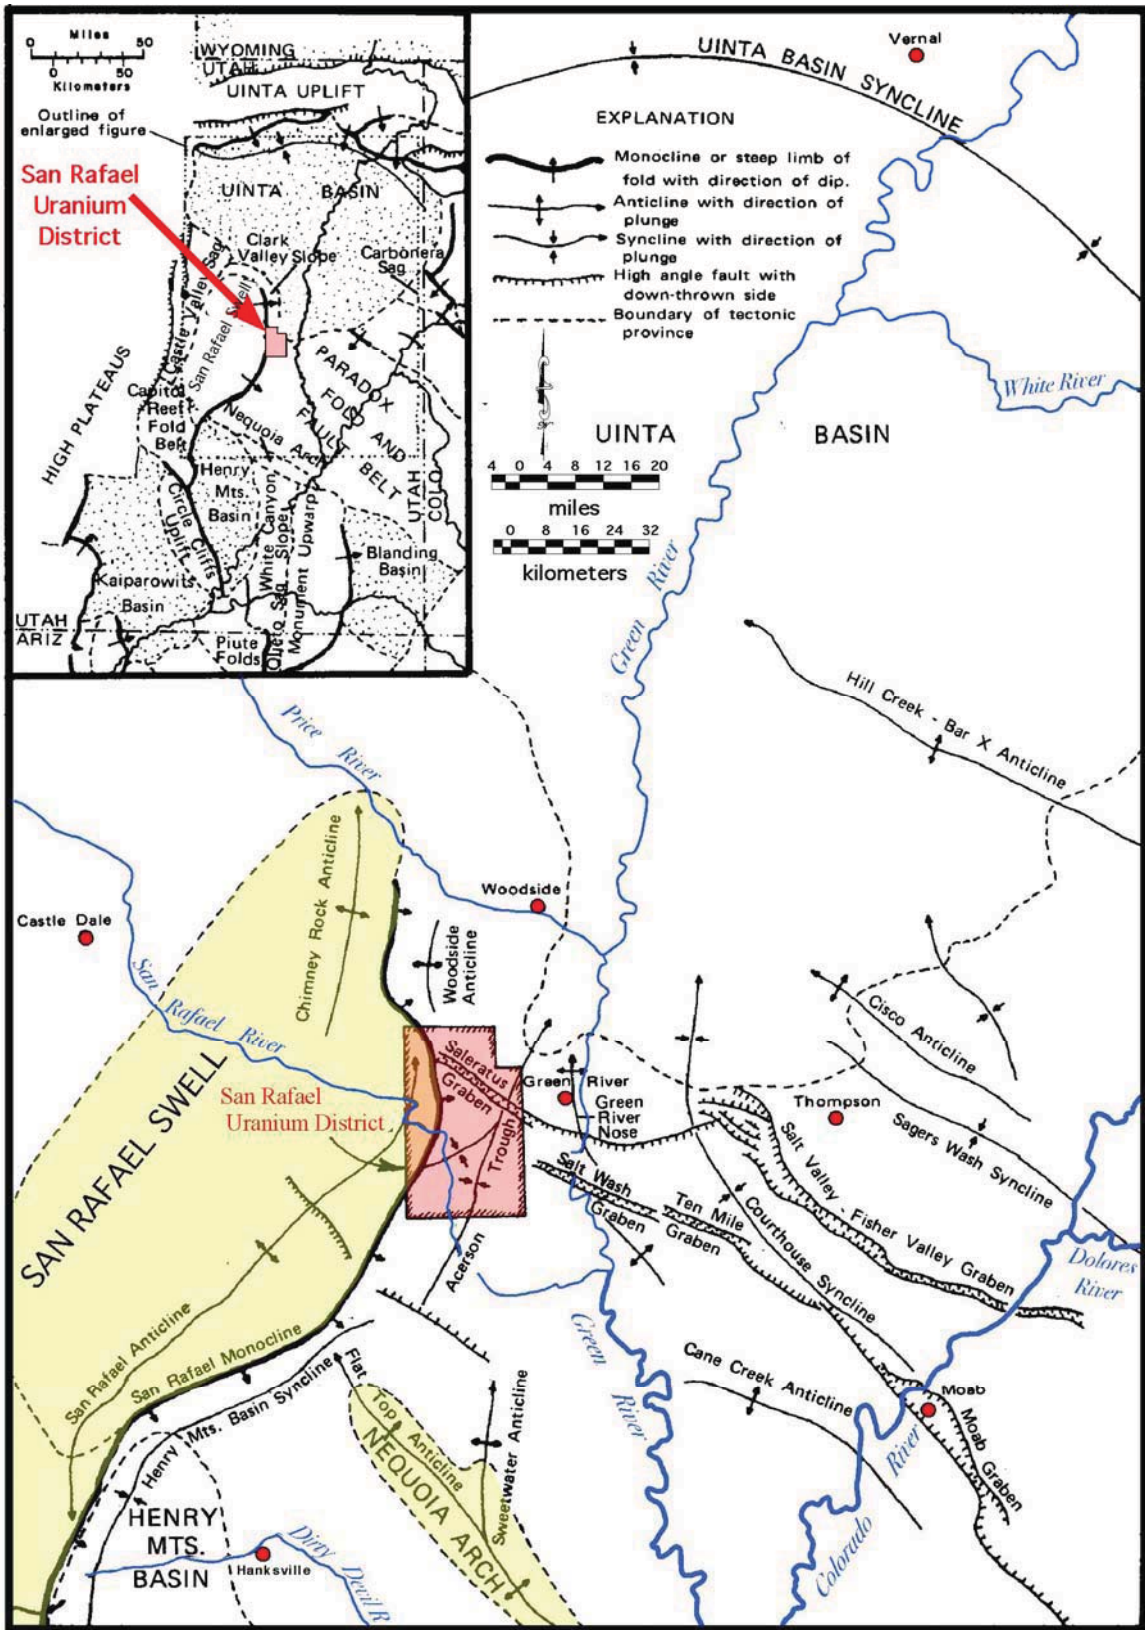 Miles
0 50
0 50
Kilometers
WYOMING
UTAH
UINTA UPLIFT
Outline of
enlarged figure
San Rafael
Uranium
District
UINTA BASIN
Clark
Valley Slope
Carbonera
Sag
Castle Valley Sag
San Rafael Swell
HIGH PLATEAUS
Capitol
Reef
Fold
Belt
PARADOX
FOLD AND
FAULT BELT
Nequoia Arch
Henry
Mts.
Basin
Circle Cliffs
Uplift
White Canyon
Slope
Sag
Monument Upwarp
UTAH
COLO
Blanding
Basin
Kaiparowits
Basin
UTAH
ARIZ
Piute
Folds
UINTA BASIN SYNCLINE
Vernal
EXPLANATION
Monocline or steep limb of
fold with direction of dip.
Anticline with direction of
plunge
Syncline with direction of
plunge
High angle fault with
down-thrown side
Boundary of tectonic
province
White River
UINTA BASIN
4 0 4 8 12 16 20
miles
0 8 16 24 32
kilometers
Green River
Hill Creek - Bar X Anticline
Price River
Chimney Rock Anticline
Castle Dale
Woodside
Woodside
Anticline
San Rafael River
SAN RAFAEL SWELL
San Rafael
Uranium District
Saleratus
Graben
Trough
Acerson
Green River
Green
River
Nose
Cisco Anticline
Thompson
Sagers Wash Syncline
Salt Valley - Fisher Valley Graben
Salt Wash
Graben
Ten Mile
Graben
Courthouse Syncline
Dolores
River
San Rafael Anticline
San Rafael Monocline
Henry Mts. Basin Syncline
Flat Top Anticline
NEQUOIA ARCH
Sweetwater Anticline
Green River
Cane Creek Anticline
Moab
Moab Graben
Colorado River
HENRY
MTS.
BASIN
Hanksville
Dirty Devil R